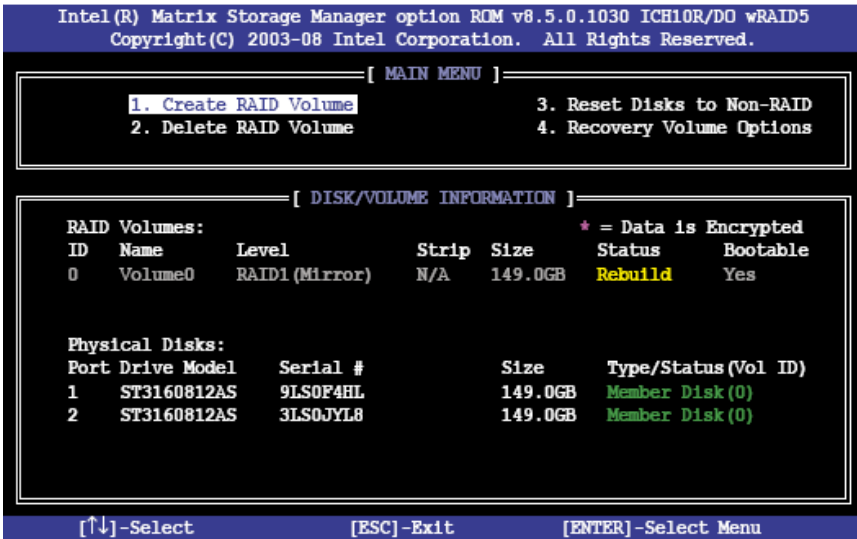 Intel(R) Matrix Storage Manager option ROM v8.5.0.1030 ICH10R/DO wRAID5
Copyright(C) 2003-08 Intel Corporation. All Rights Reserved.
[ MAIN MENU ]
1. Create RAID Volume 3. Reset Disks to Non-RAID
2. Delete RAID Volume 4. Recovery Volume Options
[ DISK/VOLUME INFORMATION ]
RAID Volumes: * = Data is Encrypted
ID Name Level Strip Size Status Bootable
0 Volume0 RAID1(Mirror) N/A 149.0GB Rebuild Yes
Physical Disks:
Port Drive Model Serial # Size Type/Status(Vol ID)
1 ST3160812AS 9LS0F4HL 149.0GB Member Disk(0)
2 ST3160812AS 3LS0JYL8 149.0GB Member Disk(0)
[↑↓]-Select [ESC]-Exit [ENTER]-Select Menu